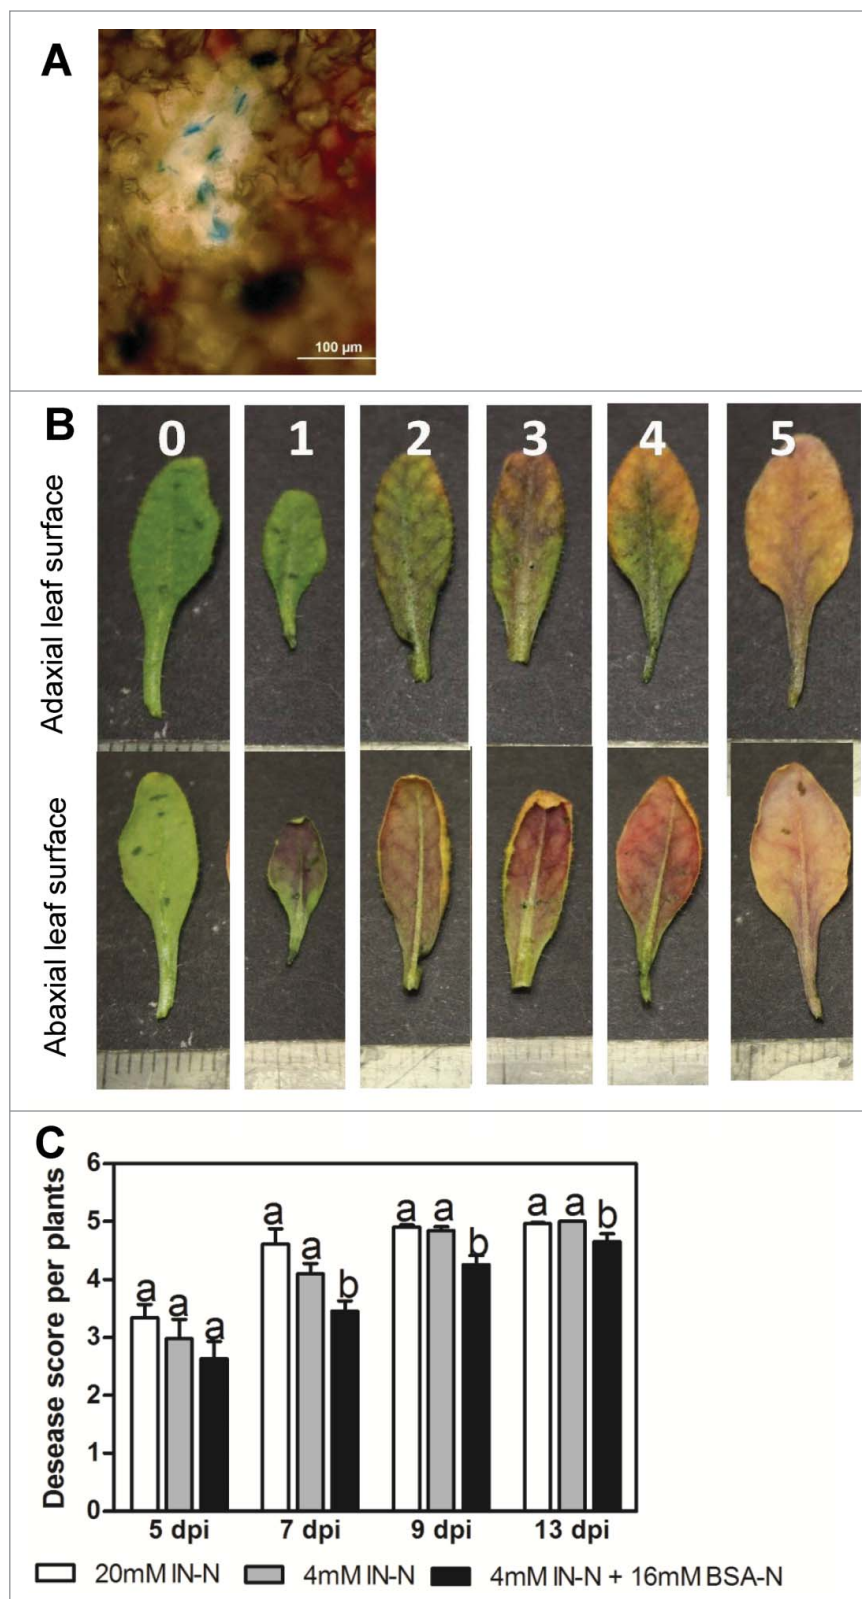 A
100 µm
B
0 1 2 3 4 5
Adaxial leaf surface
Abaxial leaf surface
C
Desease score per plants
6
5
4
3
2
1
0
a a a
a a b
a a b
a a b
5 dpi 7 dpi 9 dpi 13 dpi
20mM IN-N 4mM IN-N 4mM IN-N + 16mM BSA-N